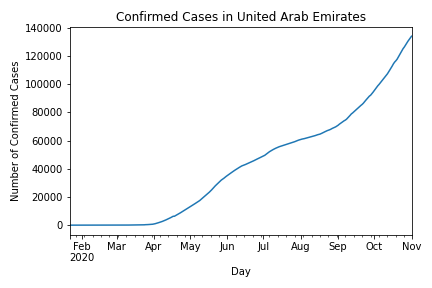 Confirmed Cases in United Arab Emirates
Number of Confirmed Cases
140000
120000
100000
80000
60000
40000
20000
0
Feb Mar Apr May Jun Jul Aug Sep Oct Nov
2020
Day